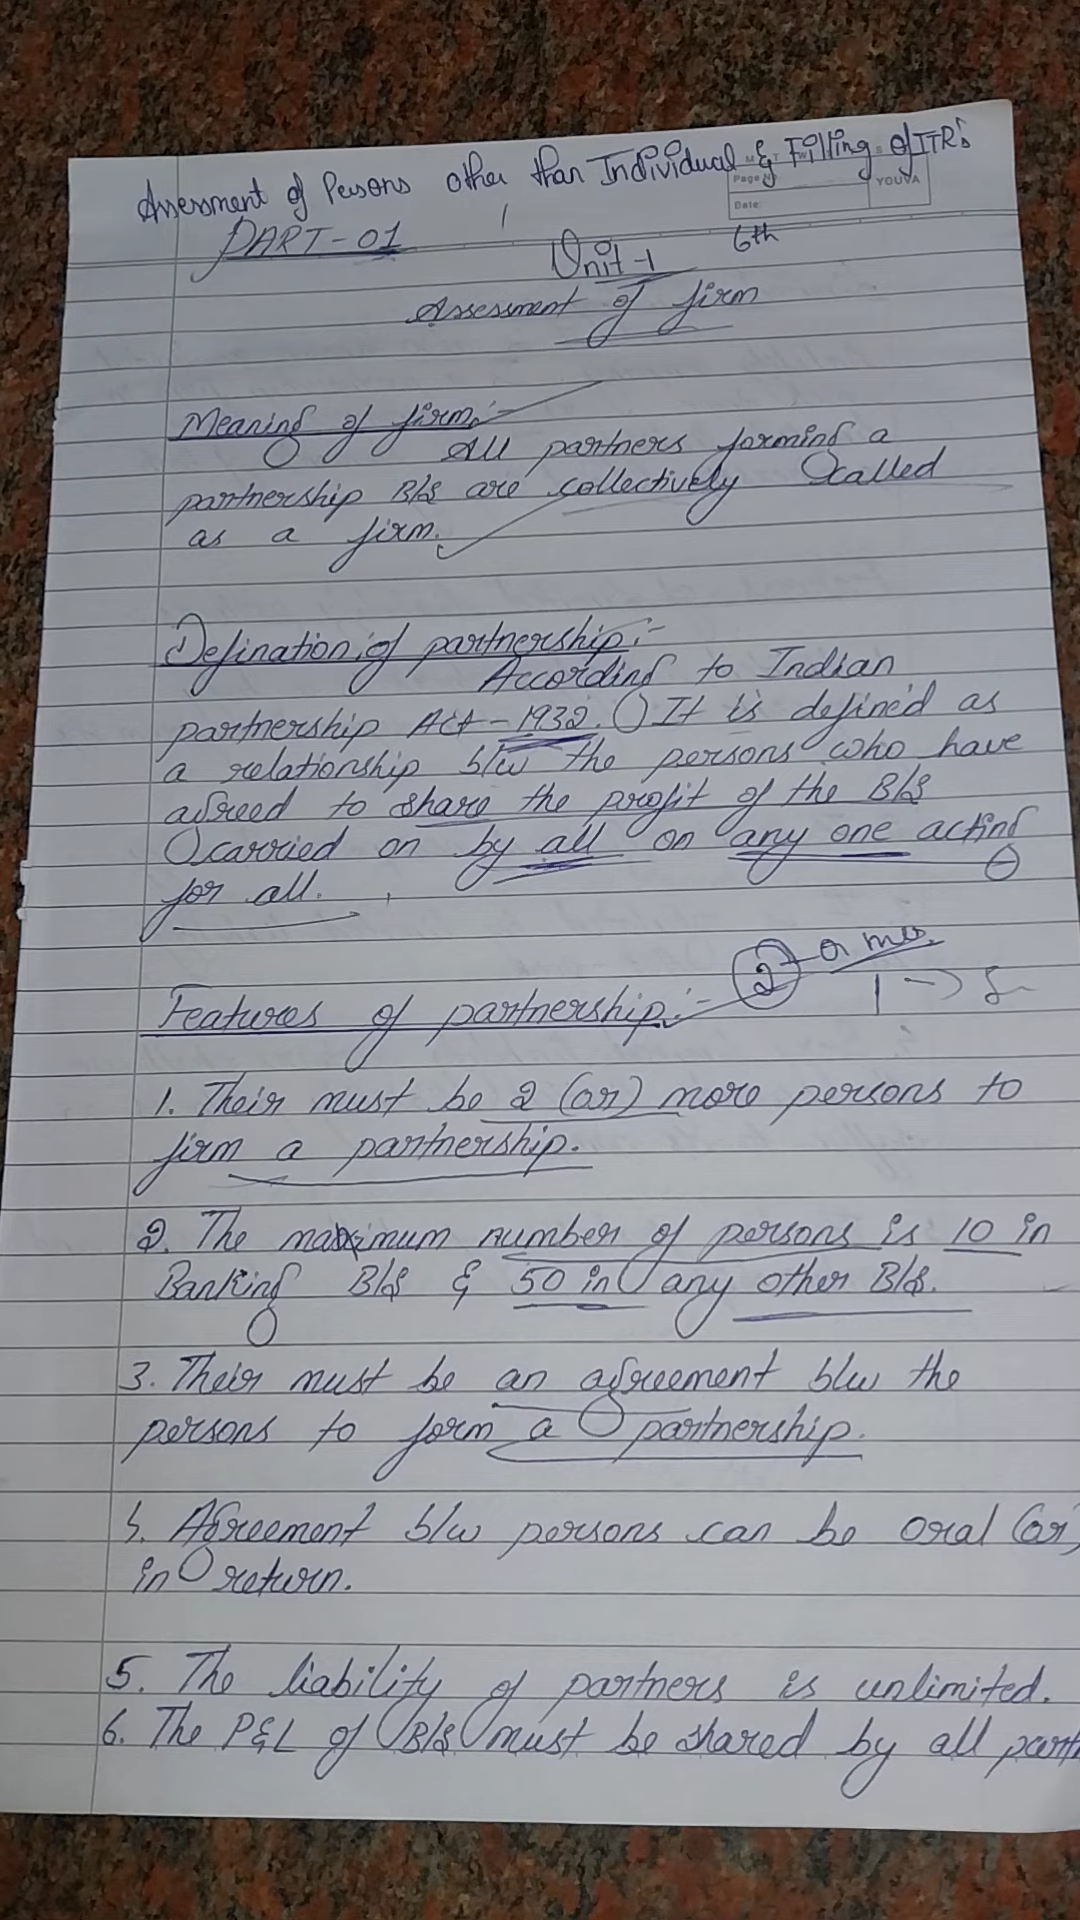 Assessment of Persons other than Individual & Filling of ITR's
Page No
YOUVA
Date:
PART-01
6th
Unit-1
Assessment of firm
Meaning of firm:-
All partners forming a
partnership B/s are collectively called
as a firm.
Defination of partnership:-
According to Indian
partnership Act-1932. It is defined as
a relationship b/w the persons who have
agreed to share the profit of the B/s
carried on by all on any one acting
for all.
2 or mo
Features of partnership:-
1. Their must be 2 (or) more persons to
firm a partnership.
2. The maximum number of persons is 10 in
Banking B/s & 50 in any other B/s.
3. Their must be an agreement b/w the
persons to form a partnership.
4. Agreement b/w persons can be oral (or)
in return.
5. The liability of partners is unlimited.
6. The P&L of B/s must be shared by all part